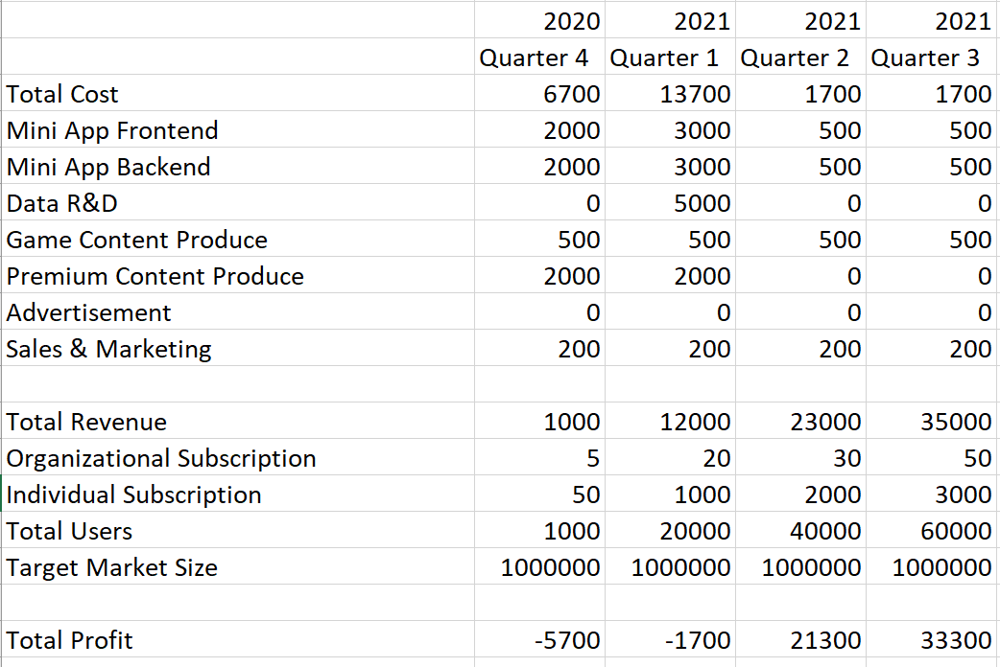 2020 2021 2021 2021
Quarter 4 Quarter 1 Quarter 2 Quarter 3
Total Cost 6700 13700 1700 1700
Mini App Frontend 2000 3000 500 500
Mini App Backend 2000 3000 500 500
Data R&D 0 5000 0 0
Game Content Produce 500 500 500 500
Premium Content Produce 2000 2000 0 0
Advertisement 0 0 0 0
Sales & Marketing 200 200 200 200
Total Revenue 1000 12000 23000 35000
Organizational Subscription 5 20 30 50
Individual Subscription 50 1000 2000 3000
Total Users 1000 20000 40000 60000
Target Market Size 1000000 1000000 1000000 1000000
Total Profit -5700 -1700 21300 33300